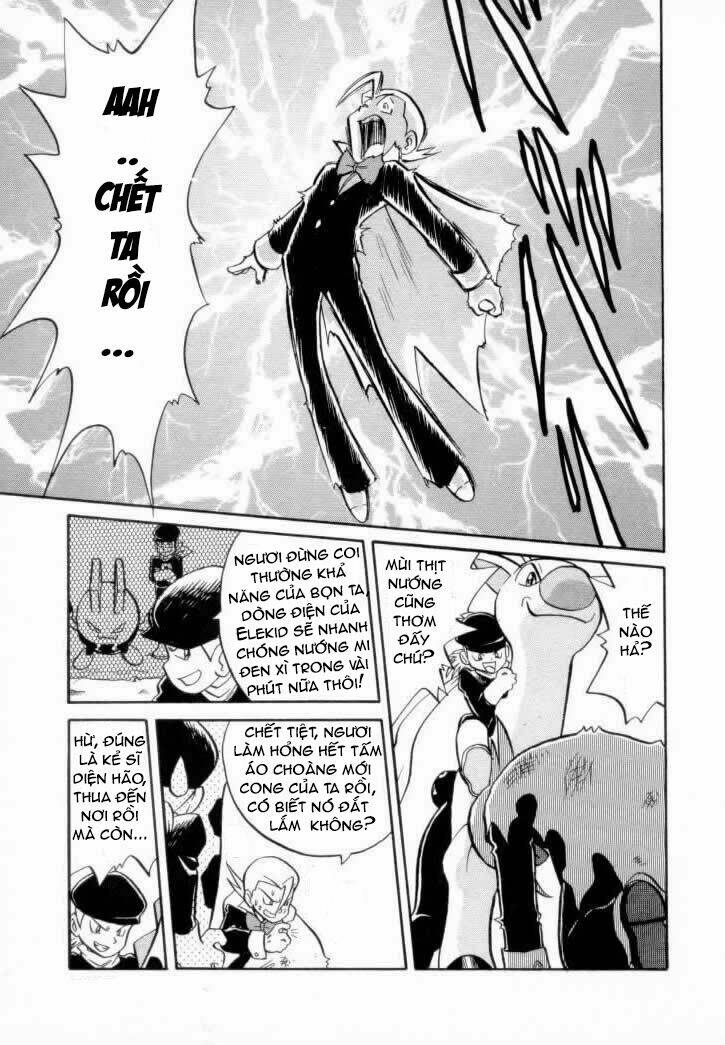 AAH
..
CHẾT
TA
RỒI
...
MÙI THỊT
NƯỚNG
CŨNG
THƠM
ĐẤY
CHÚ?
THẾ
NÀO
HẢ?
NGƯƠI ĐỪNG COI
THƯỜNG KHẢ
NĂNG CỦA BỌN TA,
DÒNG ĐIỆN CỦA
ELEKID SẼ NHANH
CHÓNG NƯỚNG MI
ĐEN XÌ TRONG VÀI
PHÚT NỮA THÔI!
CHẾT TIỆT, NGƯƠI
LÀM HỎNG HẾT TẤM
ÁO CHOÀNG MỚI
CONG CỦA TA RỒI,
CÓ BIẾT NÓ ĐẮT
LẮM KHÔNG?
HỪ, ĐÚNG
LÀ KẺ SĨ
DIỆN HÃO,
THUA ĐẾN
NƠI RỒI
MÀ CÒN...